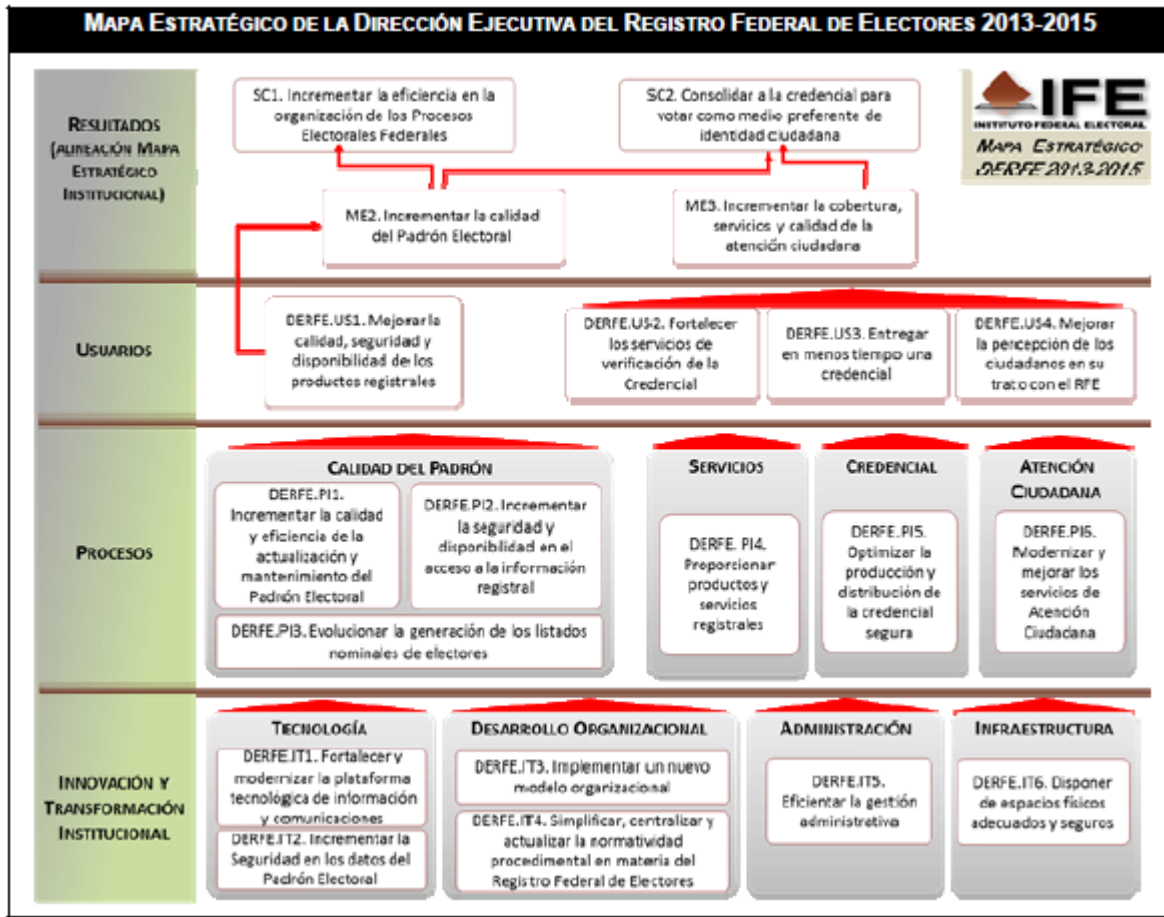 MAPA ESTRATÉGICO DE LA DIRECCIÓN EJECUTIVA DEL REGISTRO FEDERAL DE ELECTORES 2013-2015
RESULTADOS
(ALINEACIÓN MAPA
ESTRATÉGICO
INSTITUCIONAL)
SC1. Incrementar la eficiencia en la
organización de los Procesos
Electorales Federales
SC2. Consolidar a la credencial para
votar como medio preferente de
identidad ciudadana
IFE
INSTITUTO FEDERAL ELECTORAL
MAPA ESTRATÉGICO
DERFE 2013-2015
ME2. Incrementar la calidad
del Padrón Electoral
ME3. Incrementar la cobertura,
servicios y calidad de la
atención ciudadana
USUARIOS
DERFE.US1. Mejorar la
calidad, seguridad y
disponibilidad de los
productos registrales
DERFE.US2. Fortalecer
los servicios de
verificación de la
Credencial
DERFE.US3. Entregar
en menos tiempo una
credencial
DERFE.US4. Mejorar
la percepción de los
ciudadanos en su
trato con el RFE
PROCESOS
CALIDAD DEL PADRÓN
DERFE.PI1.
Incrementar la calidad
y eficiencia de la
actualización y
mantenimiento del
Padrón Electoral
DERFE.PI2. Incrementar
la seguridad y
disponibilidad en el
acceso a la información
registral
DERFE.PI3. Evolucionar la generación de los listados
nominales de electores
SERVICIOS
DERFE. PI4.
Proporcionar
productos y
servicios
registrales
CREDENCIAL
DERFE.PI5.
Optimizar la
producción y
distribución de
la credencial
segura
ATENCIÓN
CIUDADANA
DERFE.PI6.
Modernizar y
mejorar los
servicios de
Atención
Ciudadana
INNOVACIÓN Y
TRANSFORMACIÓN
INSTITUCIONAL
TECNOLOGÍA
DERFE.IT1. Fortalecer y
modernizar la plataforma
tecnológica de información
y comunicaciones
DERFE.IT2. Incrementar la
Seguridad en los datos del
Padrón Electoral
DESARROLLO ORGANIZACIONAL
DERFE.IT3. Implementar un nuevo
modelo organizacional
DERFE.IT4. Simplificar, centralizar y
actualizar la normatividad
procedimental en materia del
Registro Federal de Electores
ADMINISTRACIÓN
DERFE.IT5.
Eficientar la gestión
administrativa
INFRAESTRUCTURA
DERFE.IT6. Disponer
de espacios físicos
adecuados y seguros